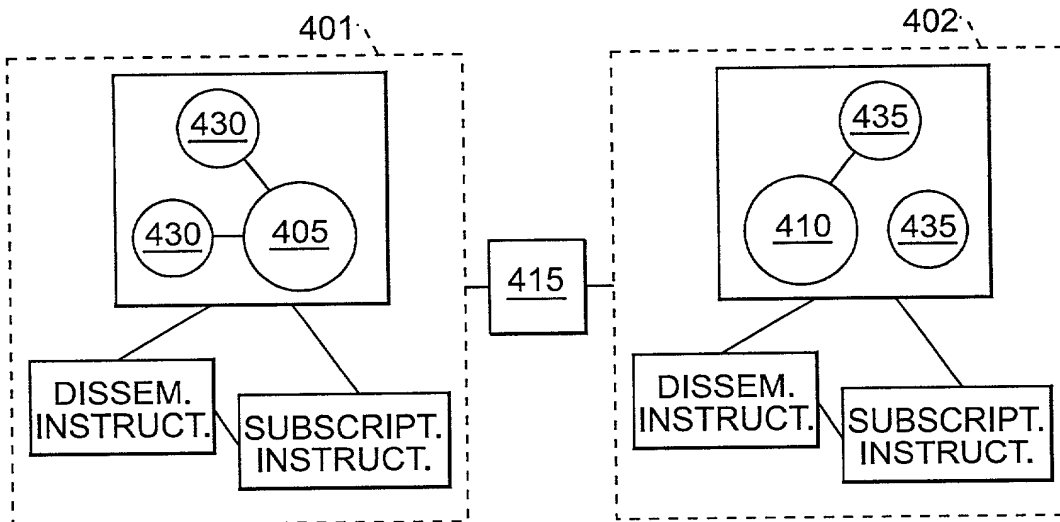 401
402
430
435
430
405
410
435
415
DISSEM.
INSTRUCT.
SUBSCRIPT.
INSTRUCT.
DISSEM.
INSTRUCT.
SUBSCRIPT.
INSTRUCT.